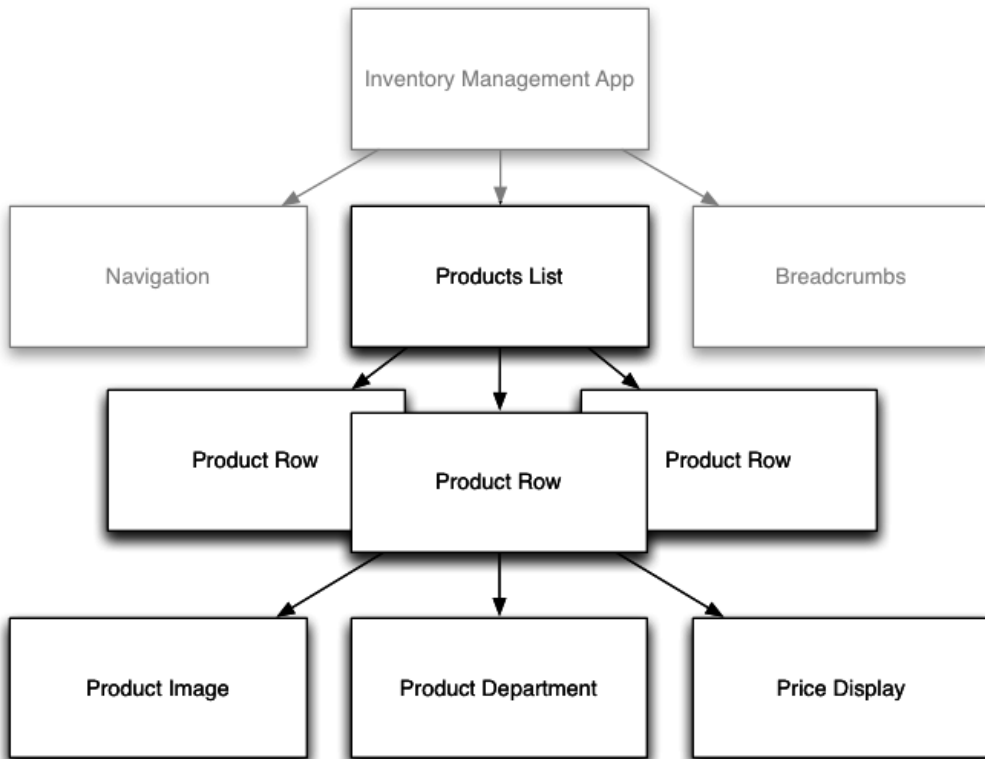 Inventory Management App
Navigation
Products List
Breadcrumbs
Product Row
Product Row
Product Row
Product Image
Product Department
Price Display